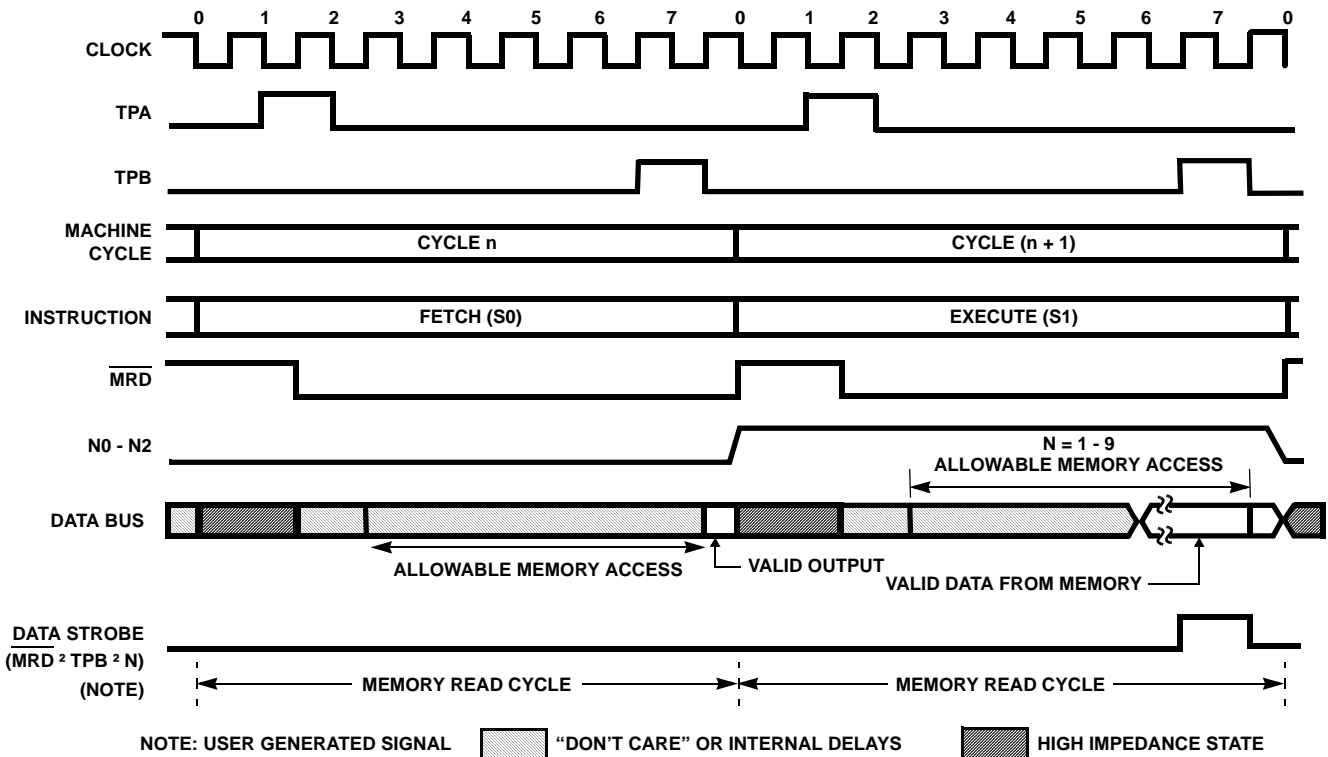 0 1 2 3 4 5 6 7 0 1 2 3 4 5 6 7 0
CLOCK
TPA
TPB
MACHINE
CYCLE
CYCLE n
CYCLE (n + 1)
INSTRUCTION
FETCH (S0)
EXECUTE (S1)
MRD
N0 - N2
N = 1 - 9
ALLOWABLE MEMORY ACCESS
DATA BUS
ALLOWABLE MEMORY ACCESS
VALID OUTPUT
VALID DATA FROM MEMORY
DATA STROBE
(MRD ² TPB ² N)
(NOTE)
MEMORY READ CYCLE
MEMORY READ CYCLE
NOTE: USER GENERATED SIGNAL
“DON’T CARE” OR INTERNAL DELAYS
HIGH IMPEDANCE STATE